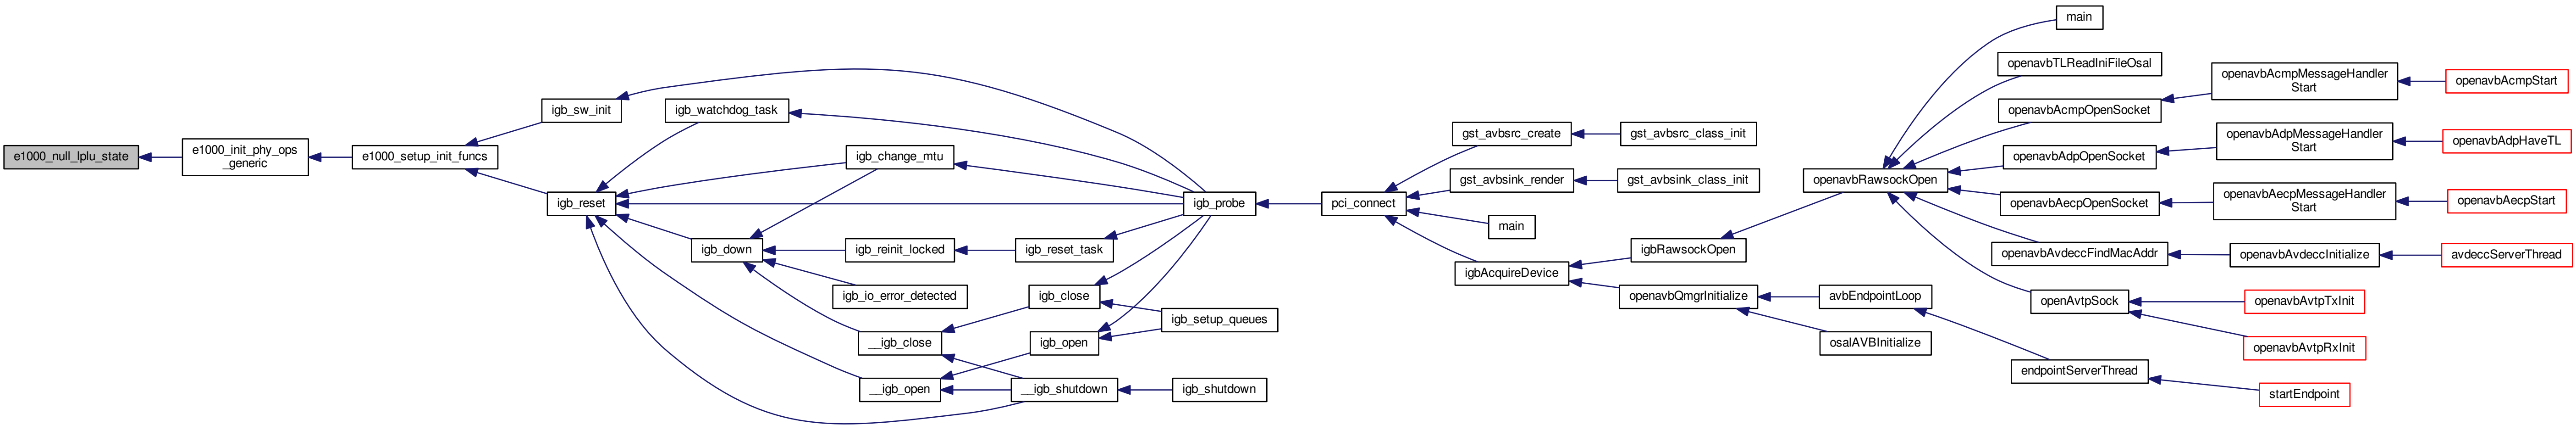 e1000_null_lplu_state
e1000_init_phy_ops
_generic
e1000_setup_init_funcs
igb_sw_init
igb_reset
igb_watchdog_task
igb_change_mtu
igb_down
igb_reinit_locked
igb_reset_task
igb_io_error_detected
igb_close
igb_setup_queues
__igb_close
igb_open
__igb_open
__igb_shutdown
igb_shutdown
igb_probe
pci_connect
gst_avbsrc_create
gst_avbsrc_class_init
gst_avbsink_render
gst_avbsink_class_init
main
igbAcquireDevice
igbRawsockOpen
openavbQmgrInitialize
avbEndpointLoop
osalAVBInitialize
openavbRawsockOpen
main
openavbTLReadIniFileOsal
openavbAcmpOpenSocket
openavbAcmpMessageHandler
Start
openavbAcmpStart
openavbAdpOpenSocket
openavbAdpMessageHandler
Start
openavbAdpHaveTL
openavbAecpOpenSocket
openavbAecpMessageHandler
Start
openavbAecpStart
openavbAvdeccFindMacAddr
openavbAvdeccInitialize
avdeccServerThread
openAvtpSock
openavbAvtpTxInit
openavbAvtpRxInit
endpointServerThread
startEndpoint